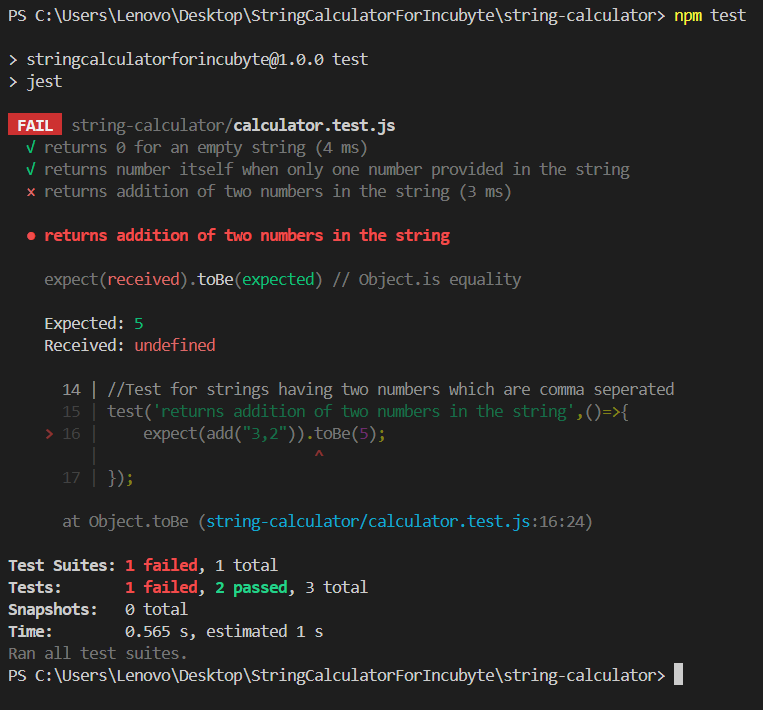 PS C:\Users\Lenovo\Desktop\StringCalculatorForIncubyte\string-calculator> npm test
> stringcalculatorforincubyte@1.0.0 test
> jest
FAIL string-calculator/calculator.test.js
√ returns 0 for an empty string (4 ms)
√ returns number itself when only one number provided in the string
× returns addition of two numbers in the string (3 ms)
● returns addition of two numbers in the string
expect(received).toBe(expected) // Object.is equality
Expected: 5
Received: undefined
14 | //Test for strings having two numbers which are comma seperated
15 | test('returns addition of two numbers in the string',()=>{
> 16 |     expect(add("3,2")).toBe(5);
|                        ^
17 | });
at Object.toBe (string-calculator/calculator.test.js:16:24)
Test Suites: 1 failed, 1 total
Tests:       1 failed, 2 passed, 3 total
Snapshots:   0 total
Time:        0.565 s, estimated 1 s
Ran all test suites.
PS C:\Users\Lenovo\Desktop\StringCalculatorForIncubyte\string-calculator>